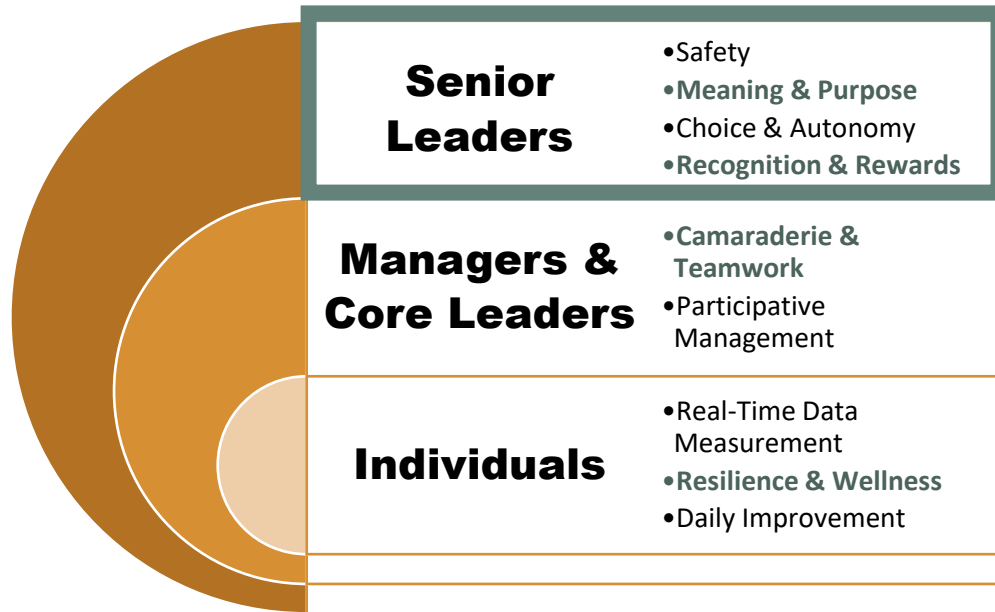 Senior
Leaders
•Safety
•Meaning & Purpose
•Choice & Autonomy
•Recognition & Rewards
Managers &
Core Leaders
•Camaraderie &
Teamwork
•Participative
Management
Individuals
•Real-Time Data
Measurement
•Resilience & Wellness
•Daily Improvement